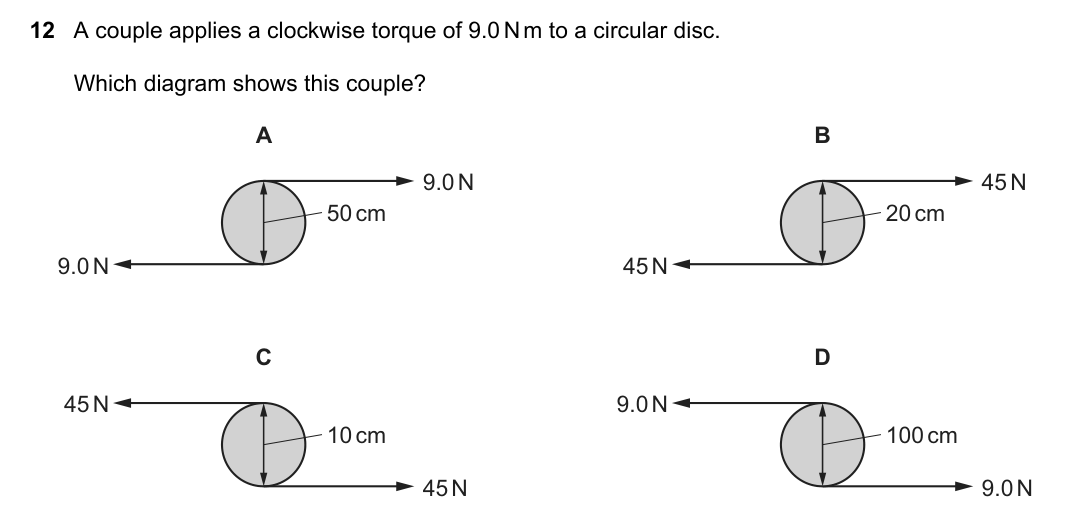 12 A couple applies a clockwise torque of 9.0 N m to a circular disc.
Which diagram shows this couple?
A
9.0 N
50 cm
9.0 N
B
45 N
20 cm
45 N
C
45 N
10 cm
45 N
D
9.0 N
100 cm
9.0 N